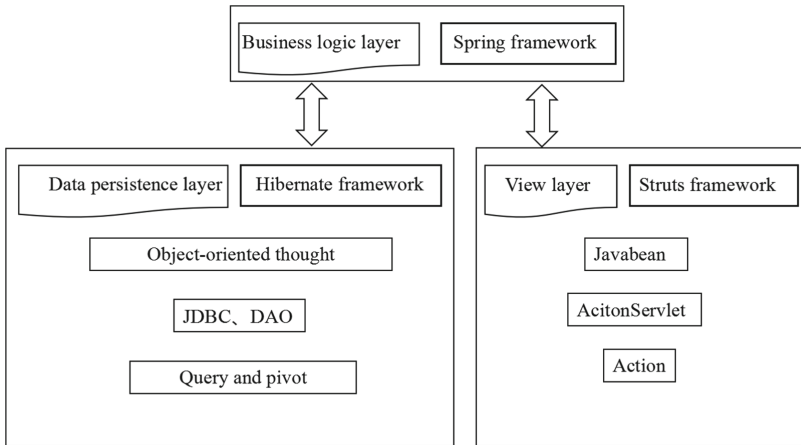 Business logic layer
Spring framework
Data persistence layer
Hibernate framework
View layer
Struts framework
Object-oriented thought
Javabean
JDBC、DAO
AcitonServlet
Query and pivot
Action